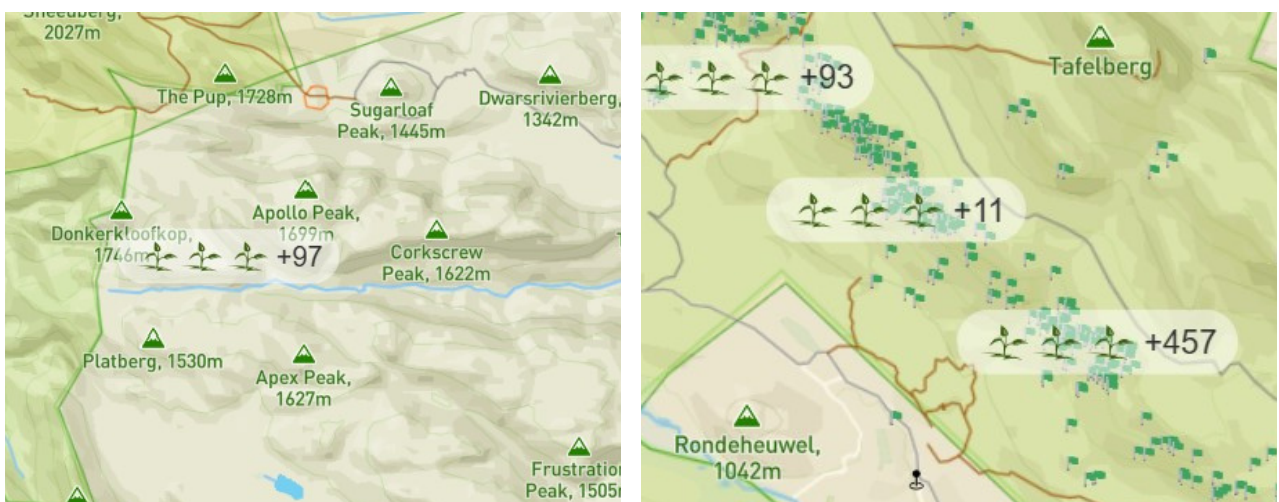 Sneeuberg,
2027m
The Pup, 1728m
Sugarloaf
Peak, 1445m
Dwarsrivierberg,
1342m
Apollo Peak,
1699m
Donkerkloofkop,
1746m
+97
Corkscrew
Peak, 1622m
Platberg, 1530m
Apex Peak,
1627m
Frustration
Peak, 1505m
Tafelberg
+93
+11
+457
Rondeheuwel,
1042m